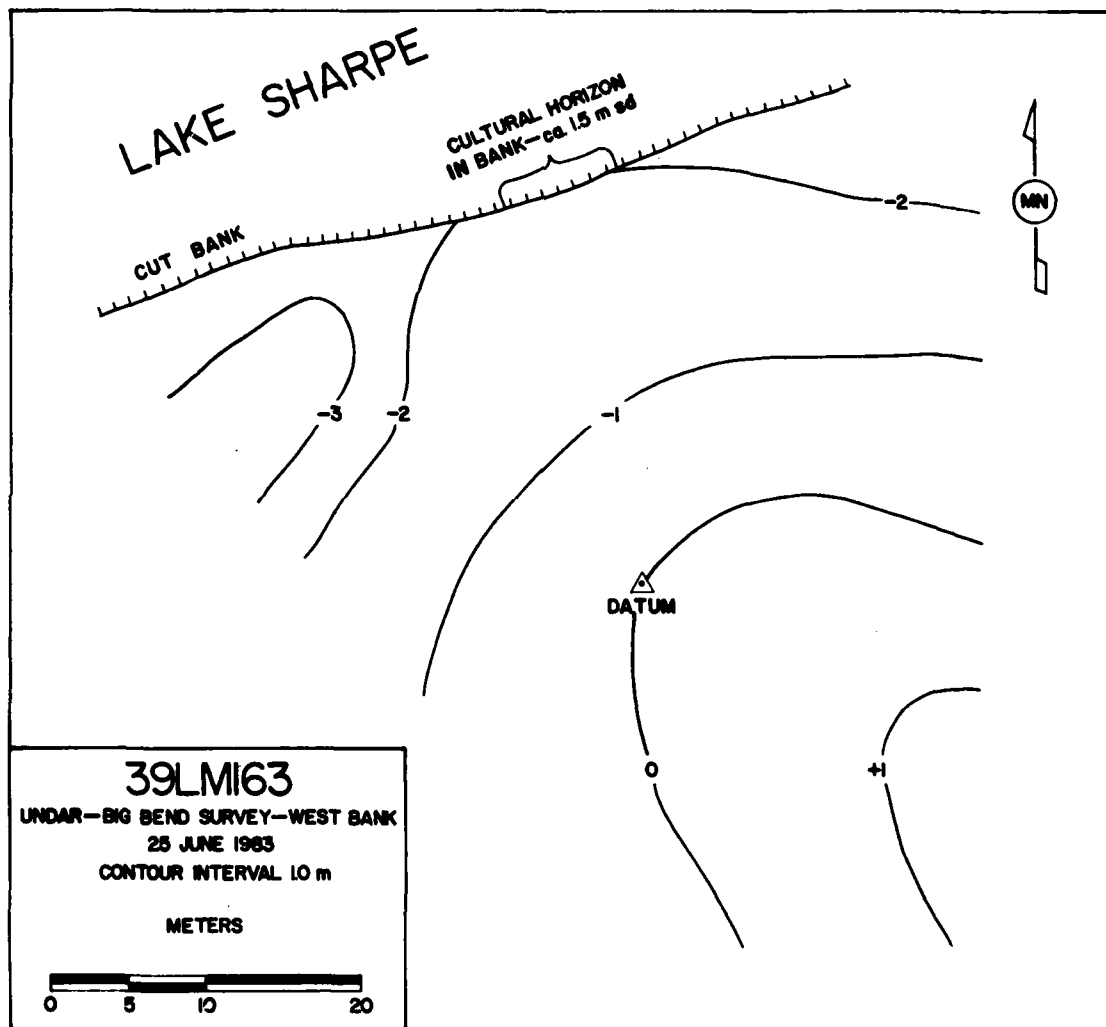 LAKE SHARPE
CULTURAL HORIZON
IN BANK—ca. 1.5 m sd
CUT BANK
-2
MN
-3
-2
-1
DATUM
0
+1
39LM163
UNDAR—BIG BEND SURVEY—WEST BANK
25 JUNE 1983
CONTOUR INTERVAL 1.0 m
METERS
0 5 10 20